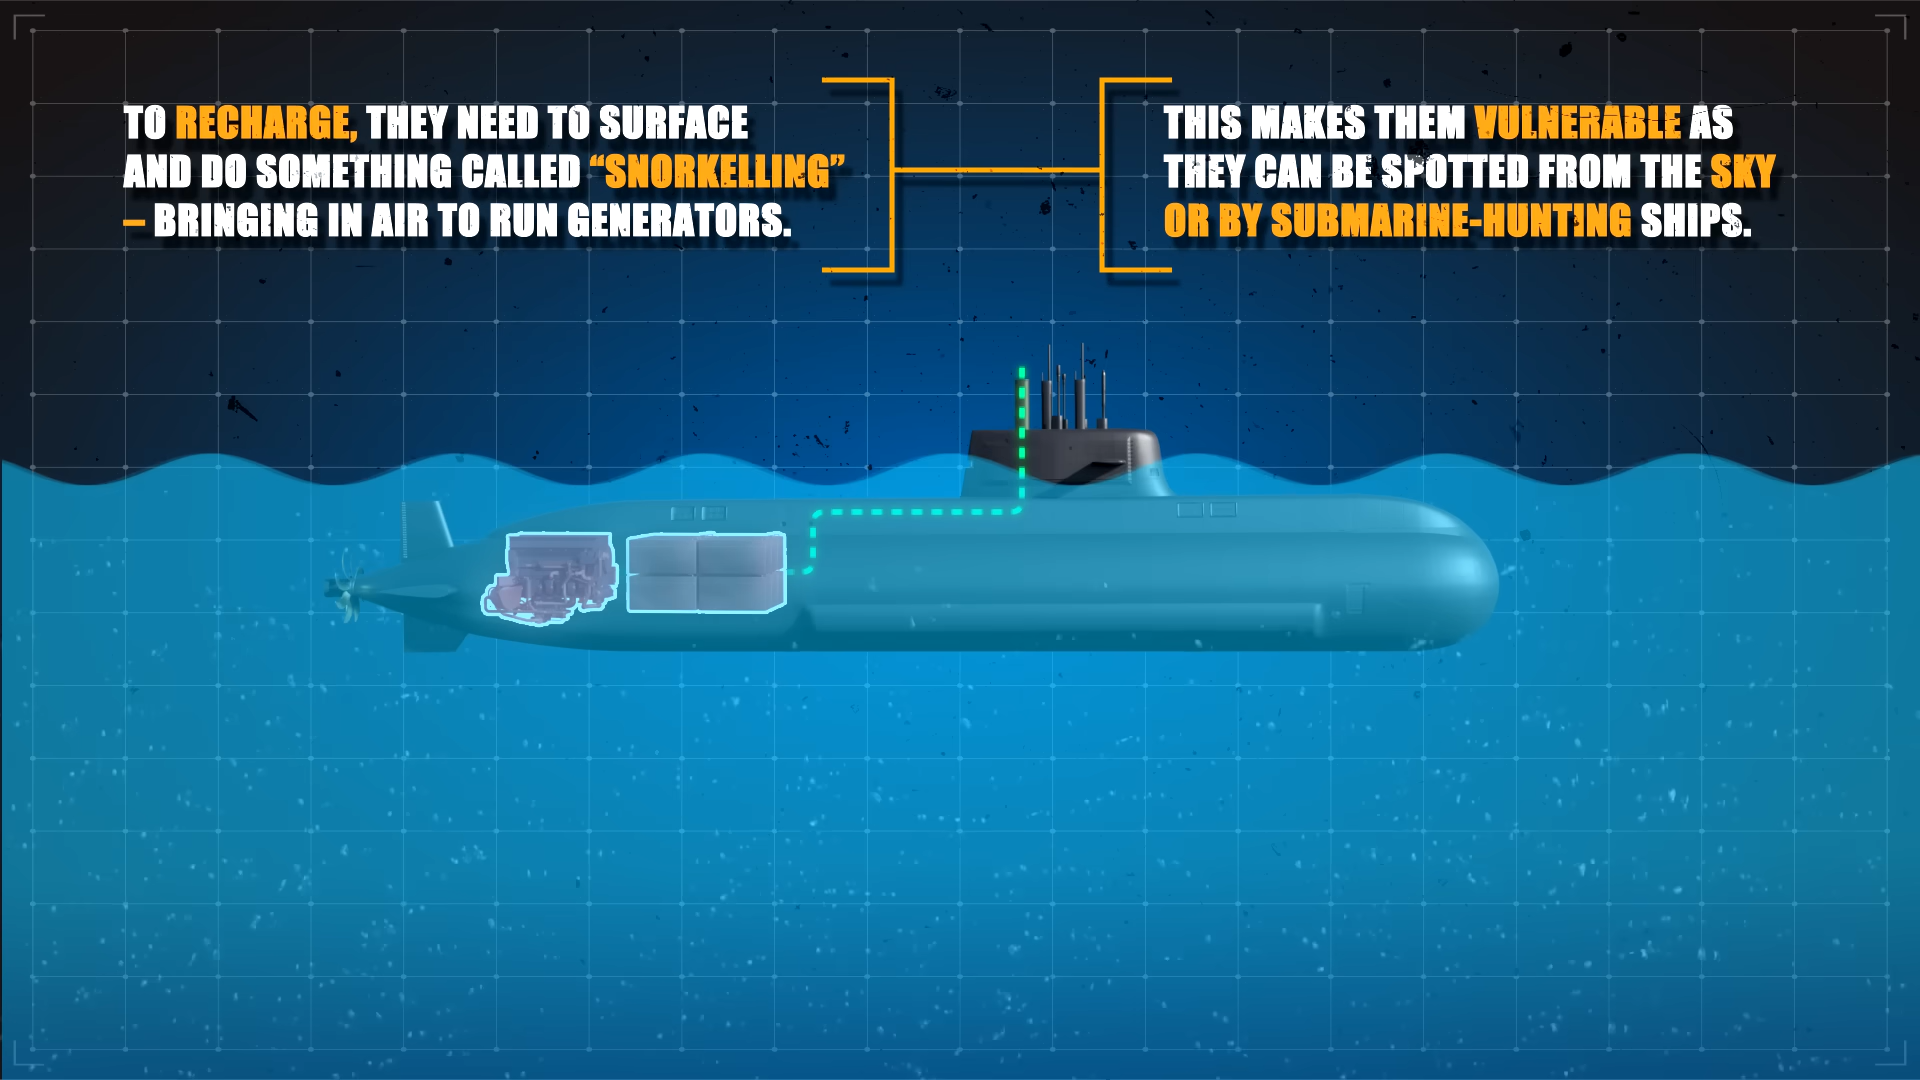 TO RECHARGE, THEY NEED TO SURFACE
AND DO SOMETHING CALLED “SNORKELLING”
– BRINGING IN AIR TO RUN GENERATORS.
THIS MAKES THEM VULNERABLE AS
THEY CAN BE SPOTTED FROM THE SKY
OR BY SUBMARINE-HUNTING SHIPS.